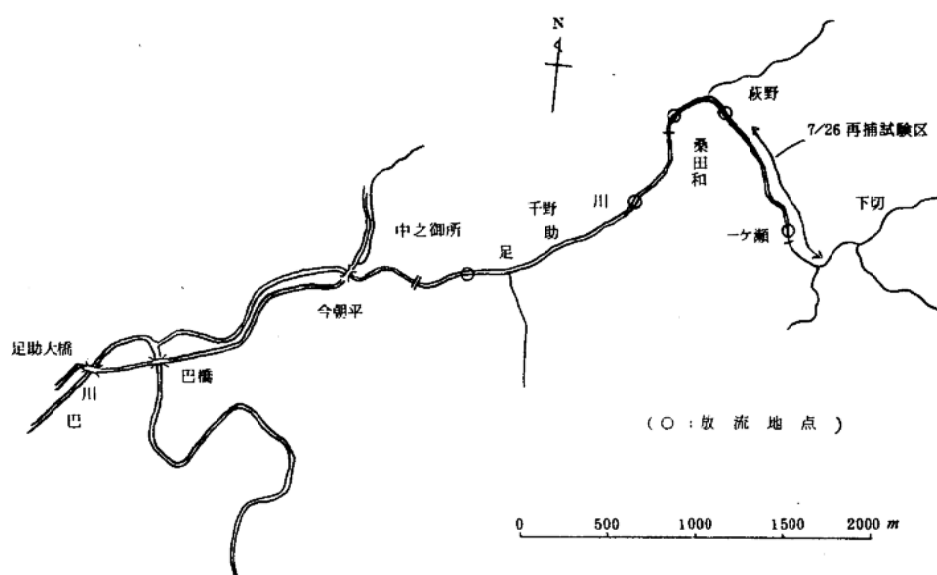 N
萩野
7/26 再捕試験区
桑田和
下切
一ケ瀬
千野
足助川
中之御所
今朝平
足助大橋
巴橋
巴川
(○:放流地点)
0 500 1000 1500 2000 m